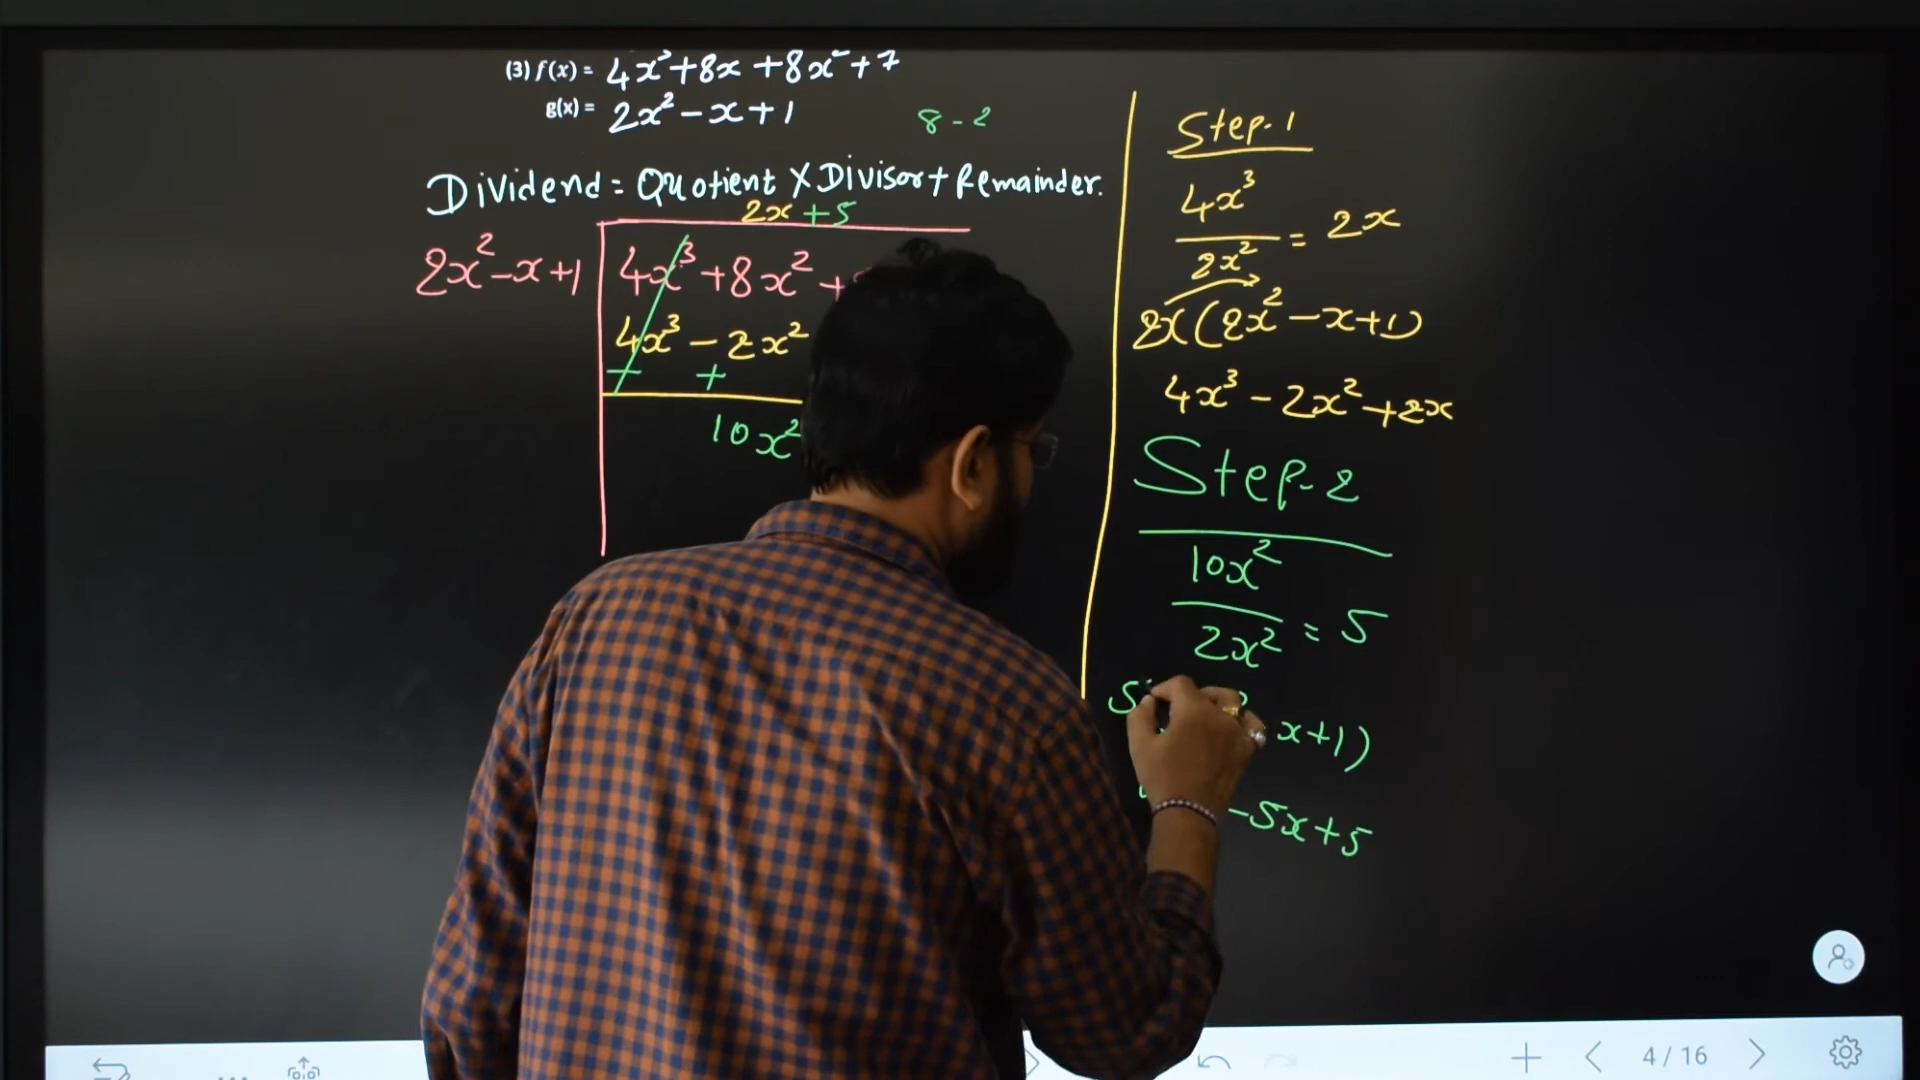 (3) f(x) = 4x³+8x+8x²+7
g(x) = 2x²-x+1
8-2
Dividend = Quotient X Divisor + Remainder.
2x+5
2x²-x+1
4x³+8x²+
4x³-2x²
- +
10x²
Step-1
4x³
2x²
= 2x
2x(2x²-x+1)
4x³-2x²+2x
Step-2
10x²
2x²
= 5
5
x+1)
-5x+5
4 / 16